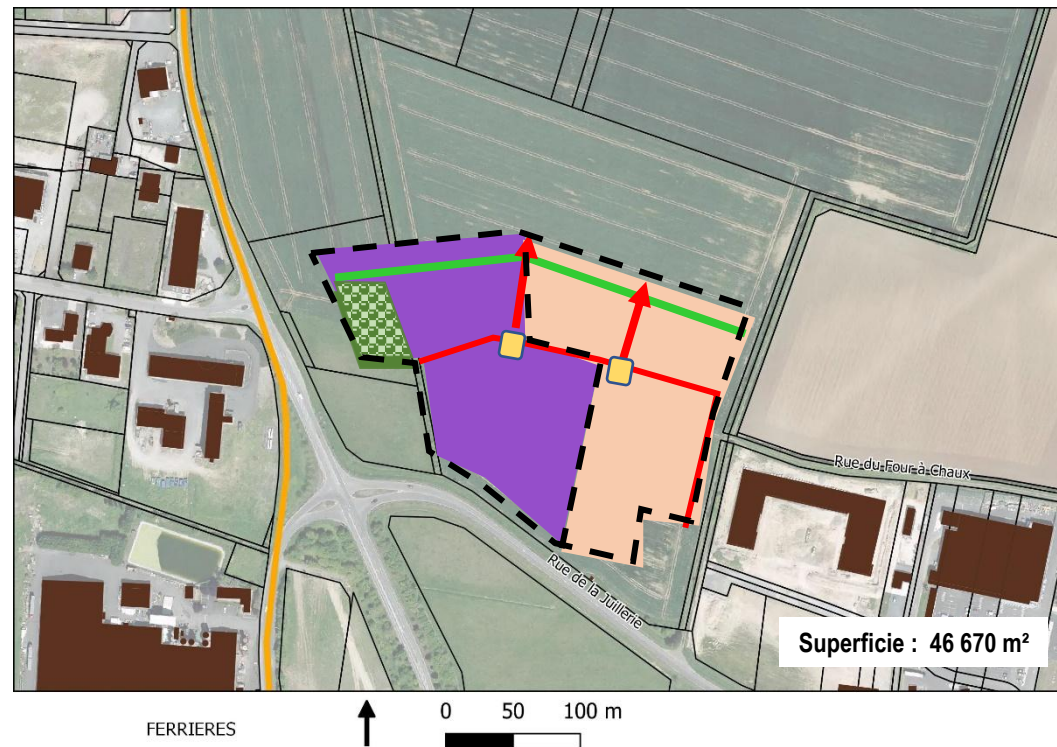 Rue du Four à Chaux
Rue de la Juillerie
Superficie : 46 670 m²
FERRIERES
0 50 100 m